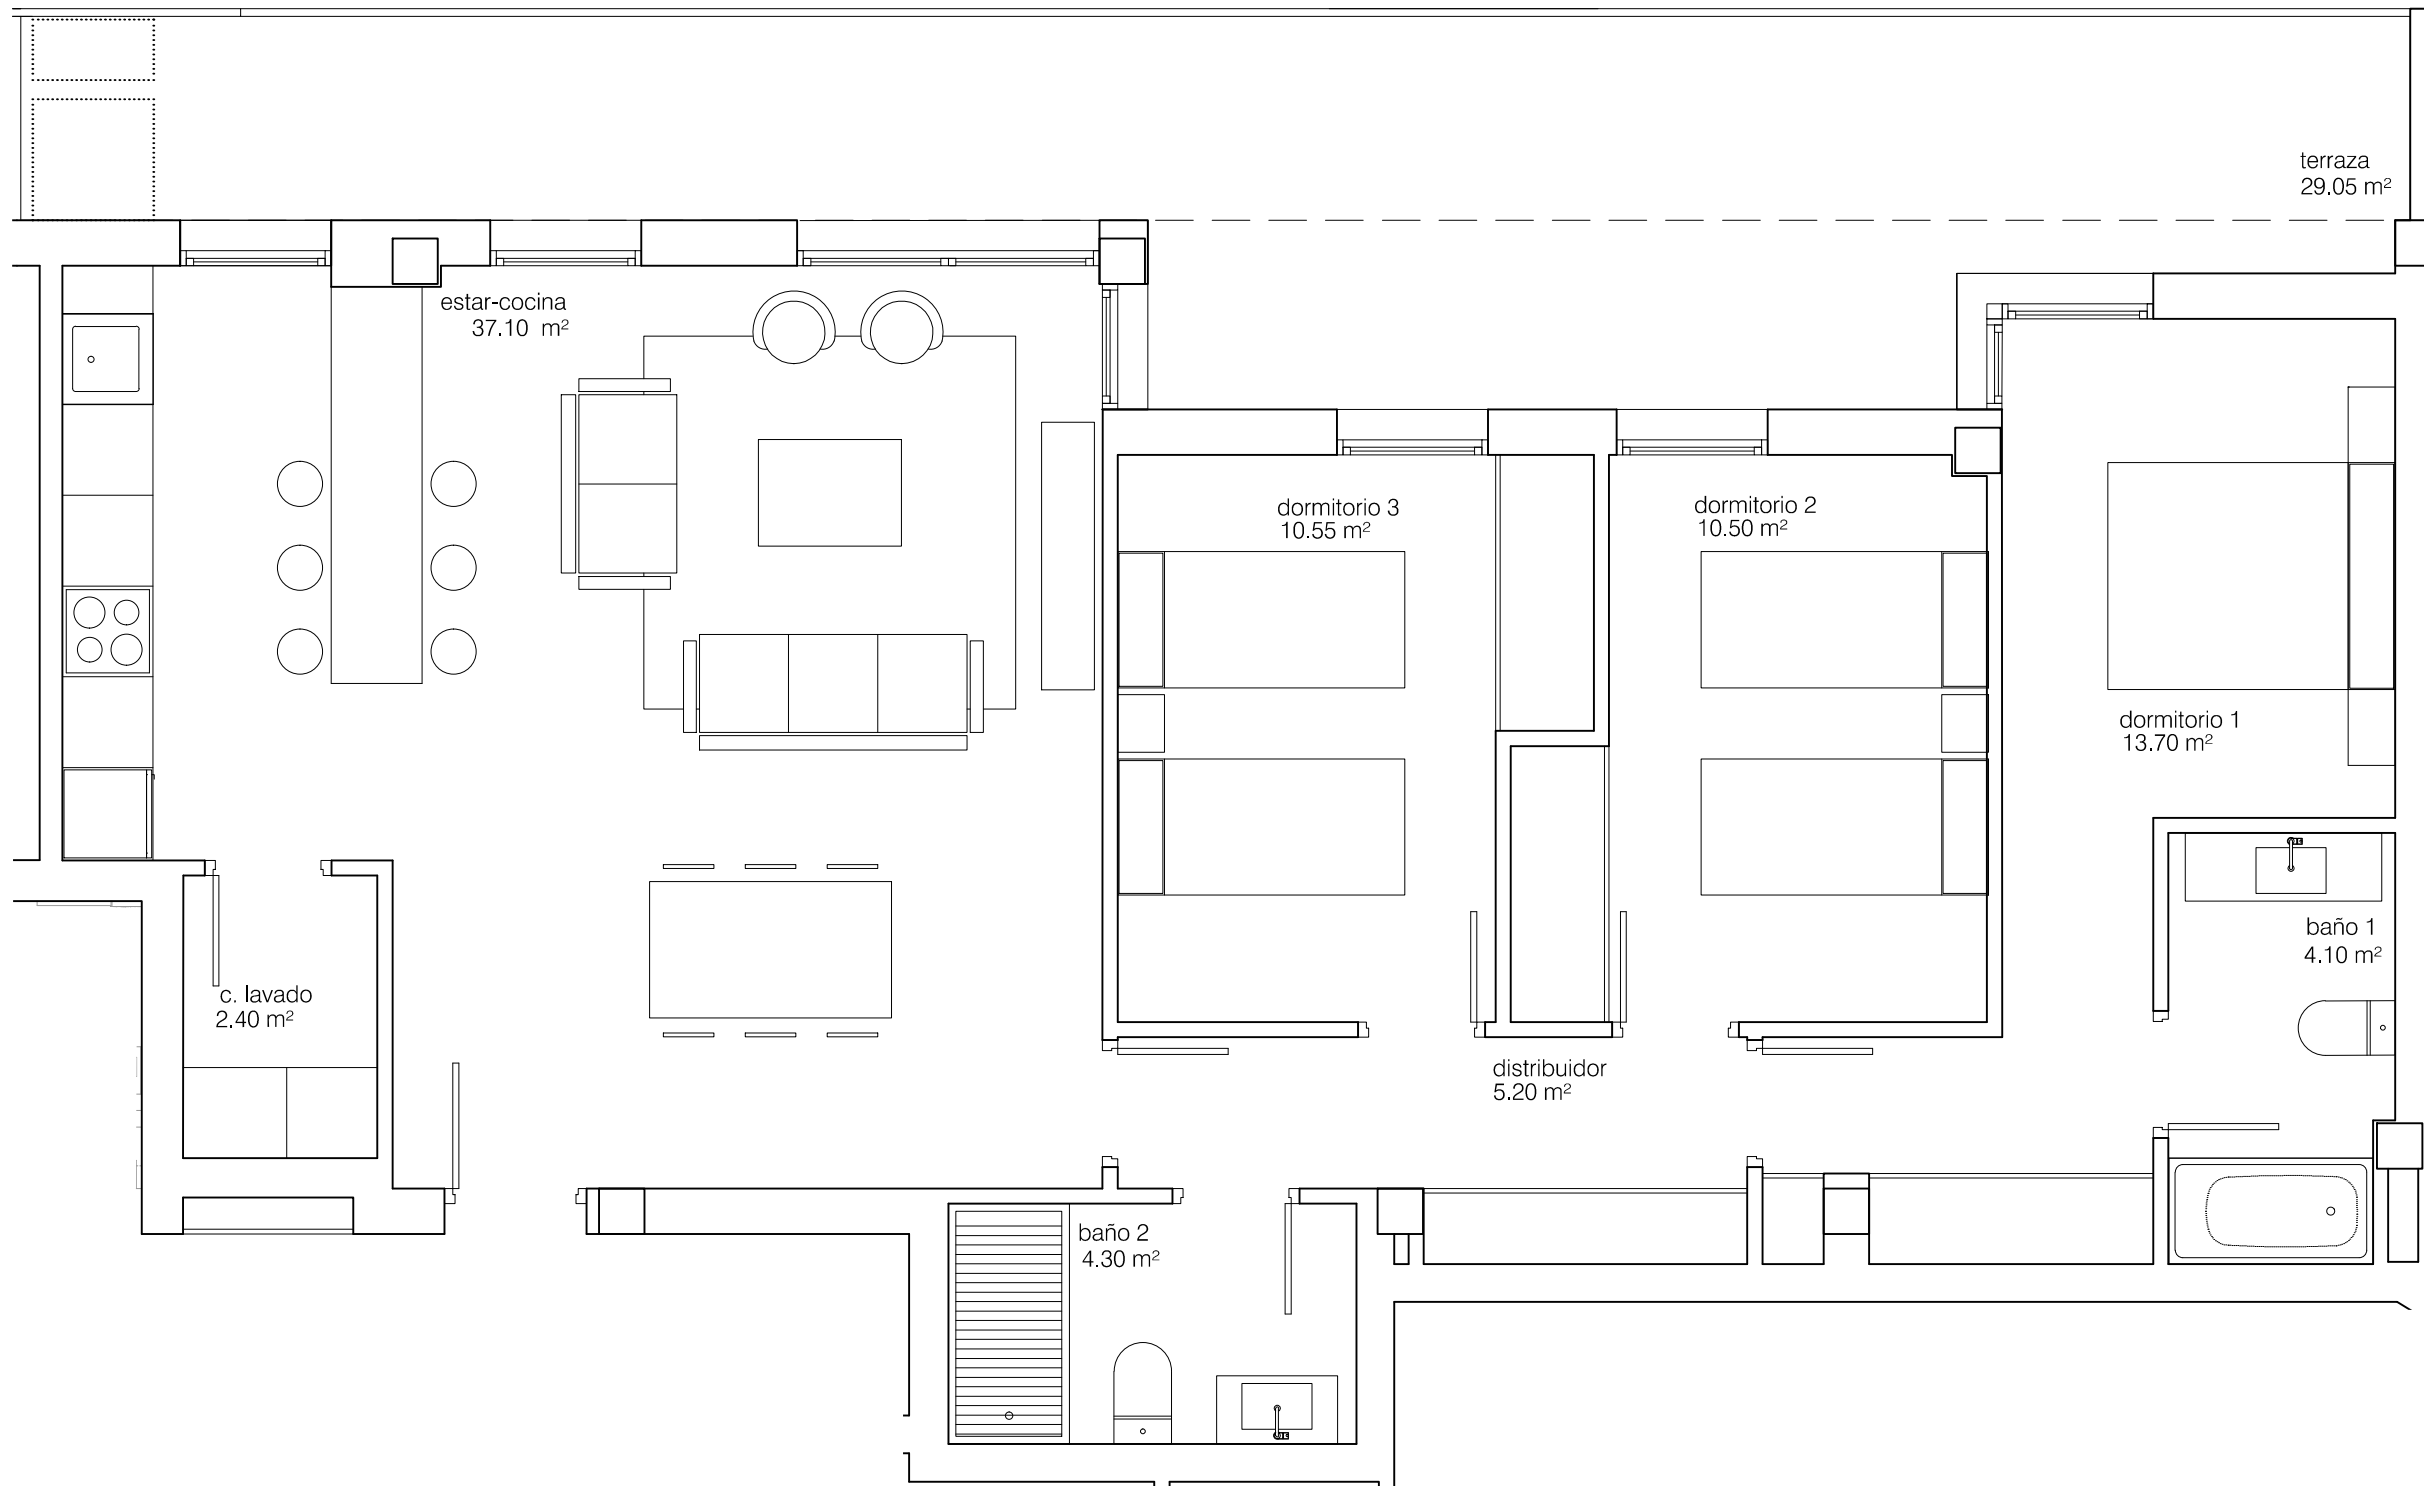 terraza
29.05 m²
estar-cocina
37.10 m²
dormitorio 3
10.55 m²
dormitorio 2
10.50 m²
dormitorio 1
13.70 m²
baño 1
4.10 m²
c. lavado
2.40 m²
distribuidor
5.20 m²
baño 2
4.30 m²